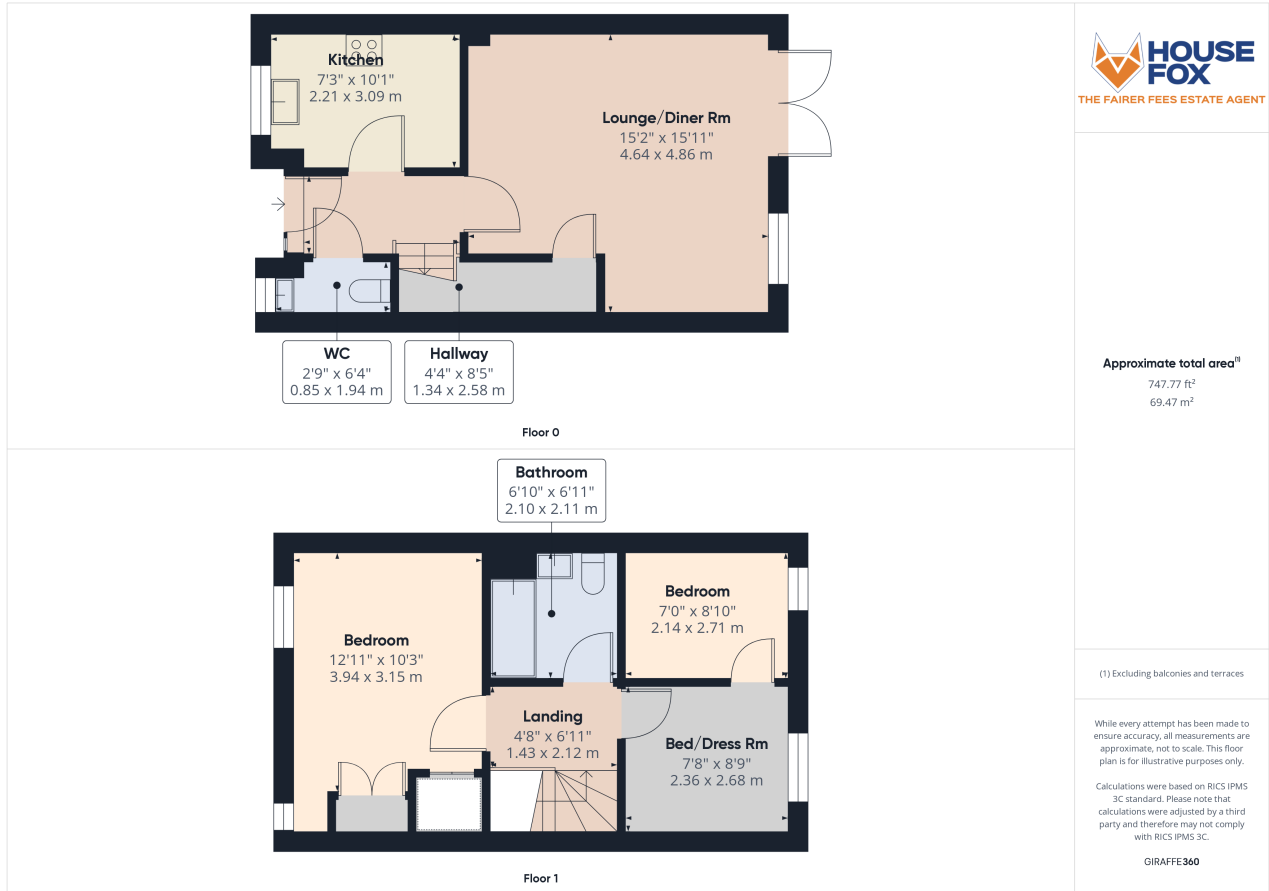 Kitchen
7'3" x 10'1"
2.21 x 3.09 m
Lounge/Diner Rm
15'2" x 15'11"
4.64 x 4.86 m
WC
2'9" x 6'4"
0.85 x 1.94 m
Hallway
4'4" x 8'5"
1.34 x 2.58 m
Floor 0
Bathroom
6'10" x 6'11"
2.10 x 2.11 m
Bedroom
12'11" x 10'3"
3.94 x 3.15 m
Bedroom
7'0" x 8'10"
2.14 x 2.71 m
Landing
4'8" x 6'11"
1.43 x 2.12 m
Bed/Dress Rm
7'8" x 8'9"
2.36 x 2.68 m
Floor 1
HOUSE
FOX
THE FAIRER FEES ESTATE AGENT
Approximate total area(1)
747.77 ft²
69.47 m²
(1) Excluding balconies and terraces
While every attempt has been made to
ensure accuracy, all measurements are
approximate, not to scale. This floor
plan is for illustrative purposes only.
Calculations were based on RICS IPMS
3C standard. Please note that
calculations were adjusted by a third
party and therefore may not comply
with RICS IPMS 3C.
GIRAFFE360